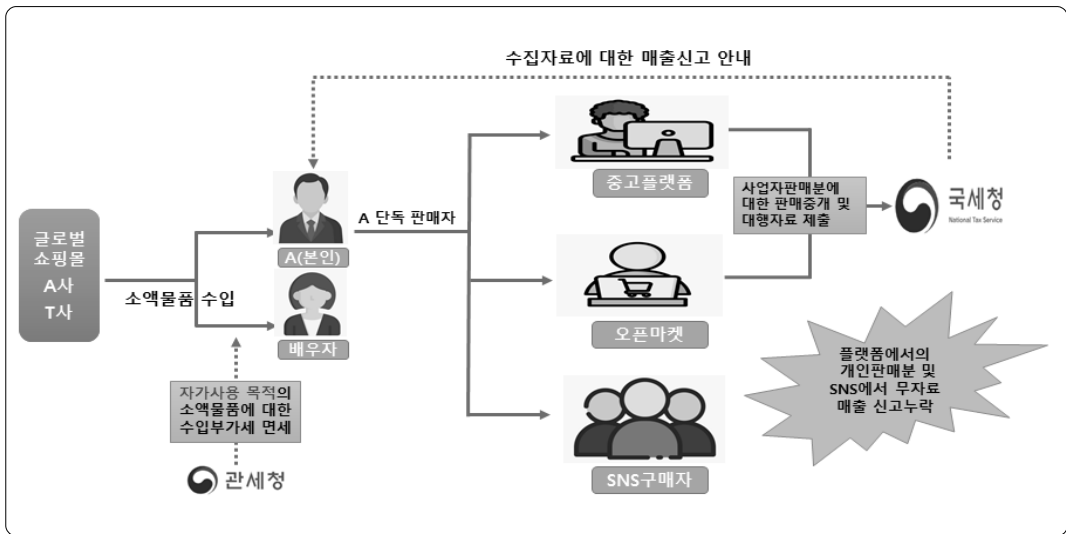 수집자료에 대한 매출신고 안내
중고플랫폼
사업자판매분에
대한 판매중개 및
대행자료 제출
국세청
National Tax Service
글로벌
쇼핑몰
A사
T사
A(본인)
A 단독 판매자
소액물품 수입
배우자
오픈마켓
자가사용 목적의
소액물품에 대한
수입부가세 면세
관세청
플랫폼에서의
개인판매분 및
SNS에서 무자료
매출 신고누락
SNS구매자